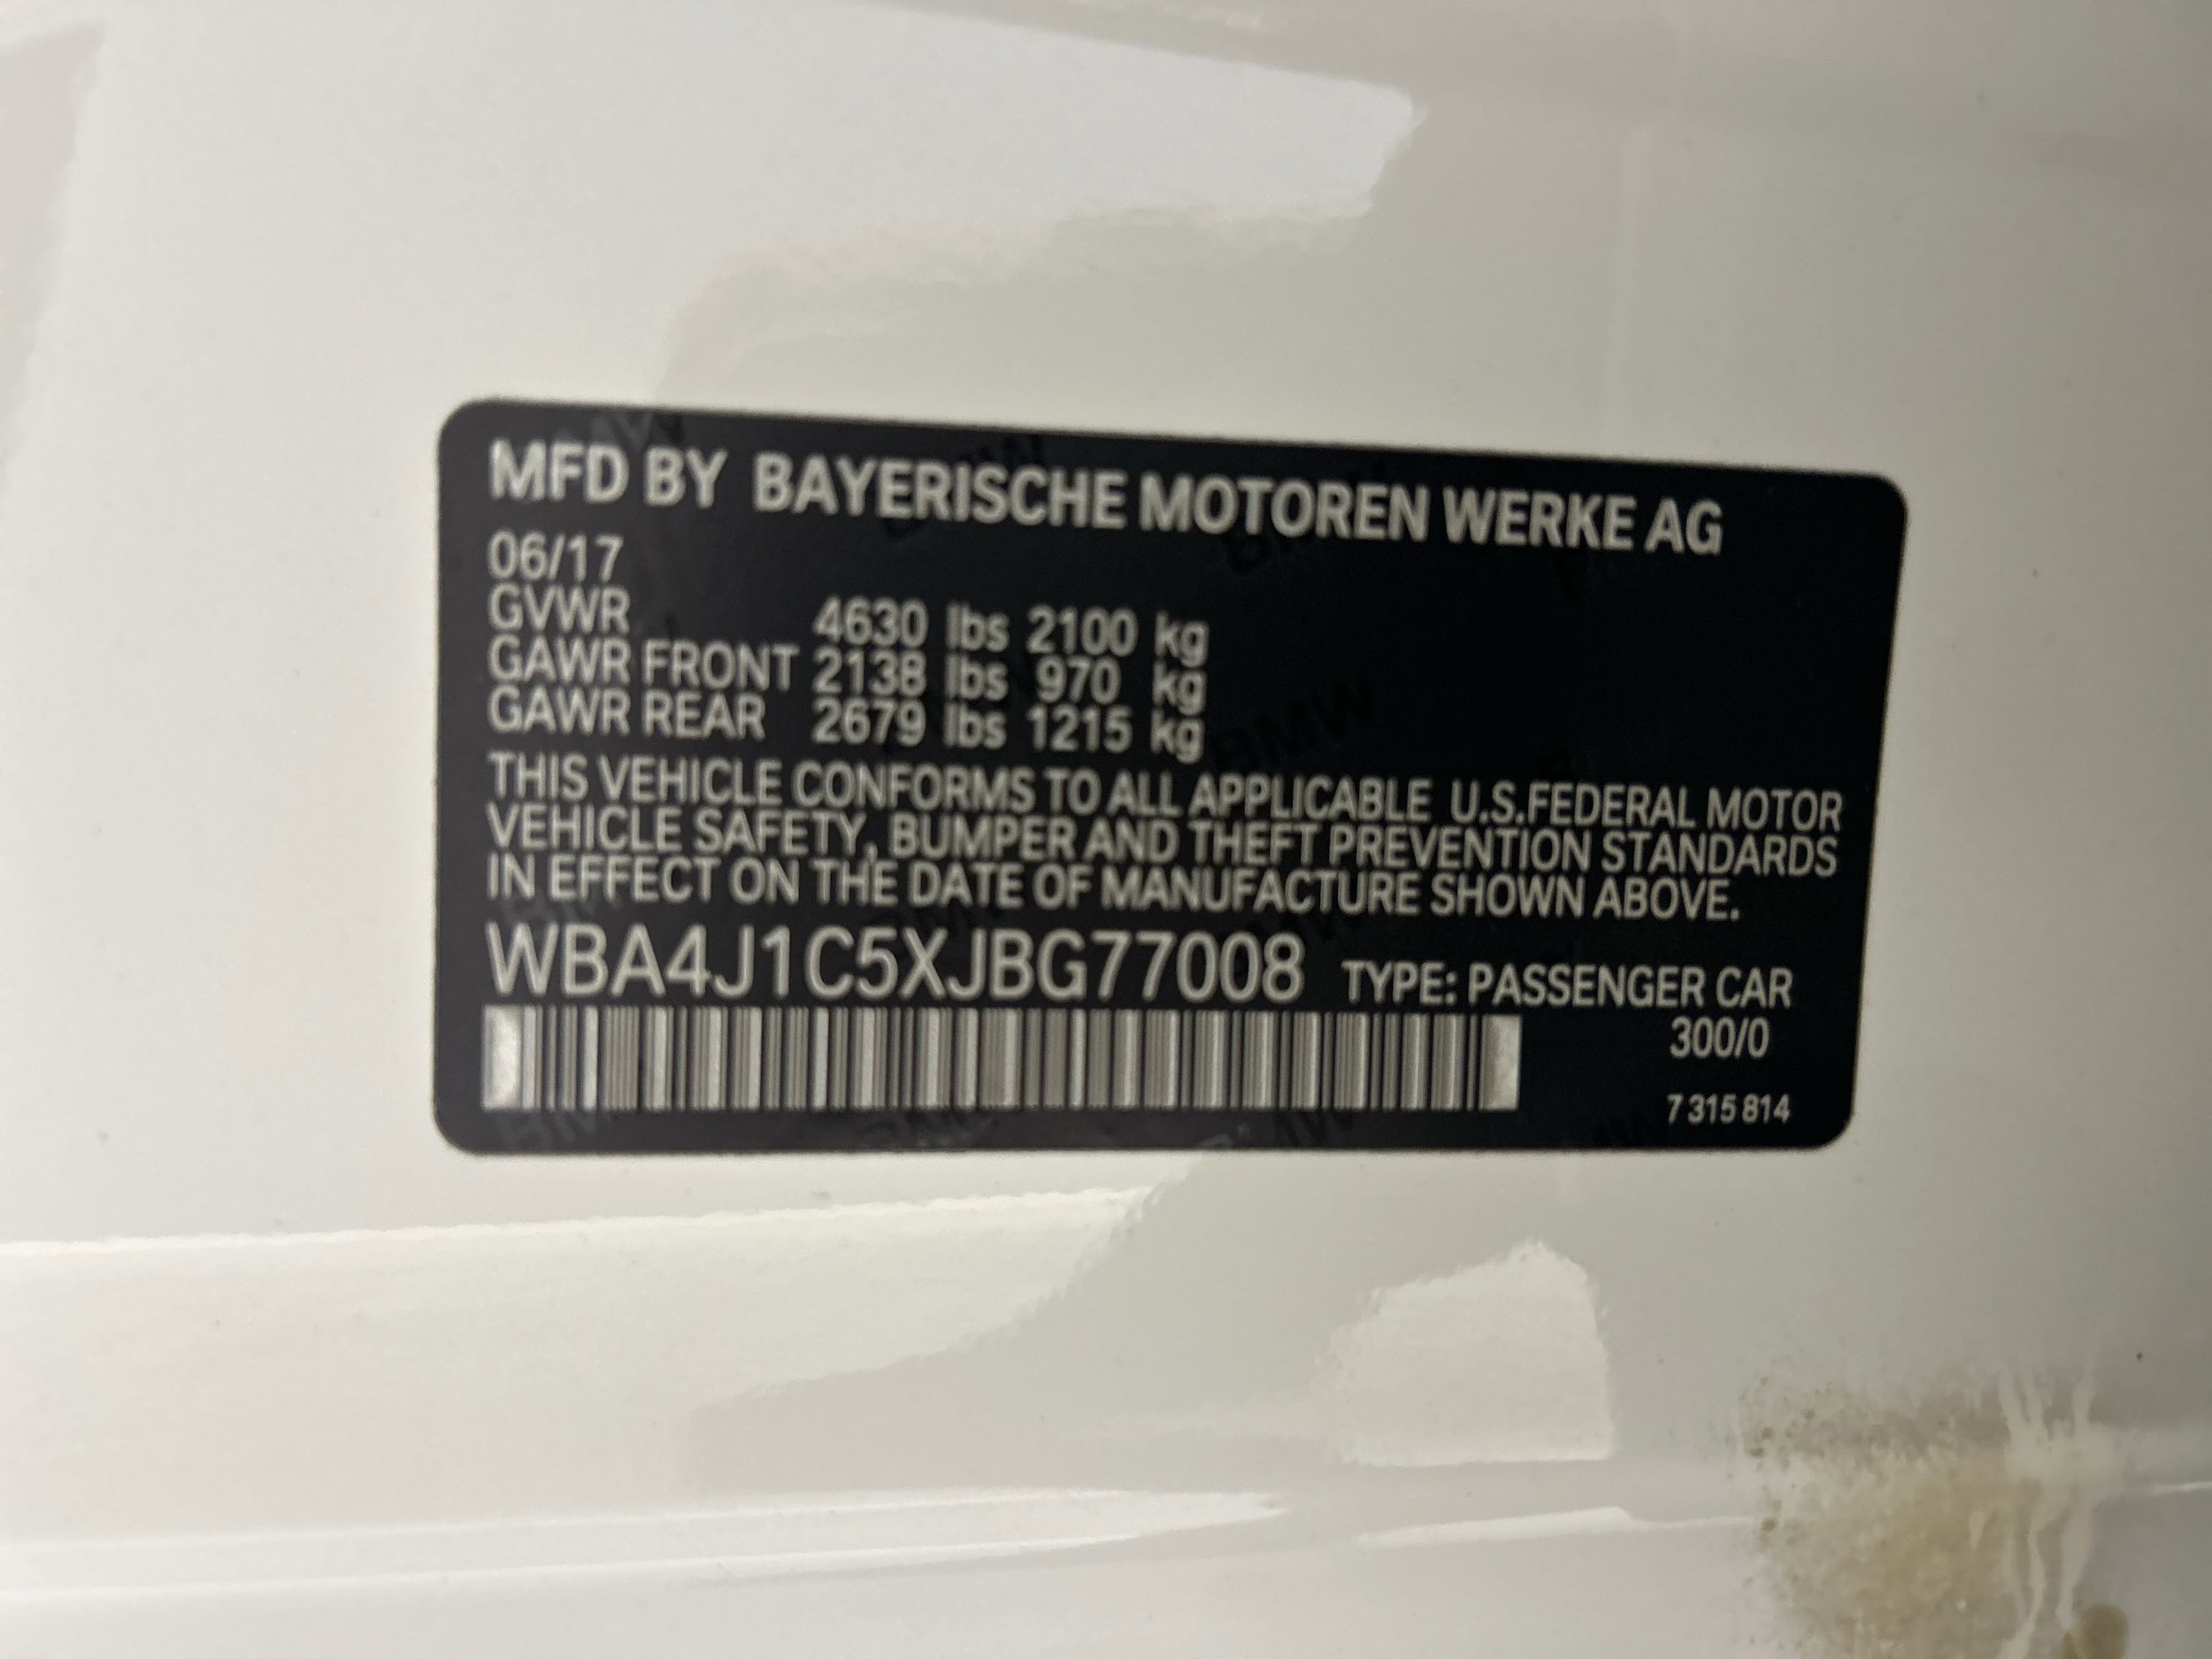 MFD BY BAYERISCHE MOTOREN WERKE AG
06/17
GVWR 4630 lbs 2100 kg
GAWR FRONT 2138 lbs 970 kg
GAWR REAR 2679 lbs 1215 kg
THIS VEHICLE CONFORMS TO ALL APPLICABLE U.S.FEDERAL MOTOR
VEHICLE SAFETY, BUMPER AND THEFT PREVENTION STANDARDS
IN EFFECT ON THE DATE OF MANUFACTURE SHOWN ABOVE.
WBA4J1C5XJBG77008 TYPE: PASSENGER CAR
300/0
7 315 814